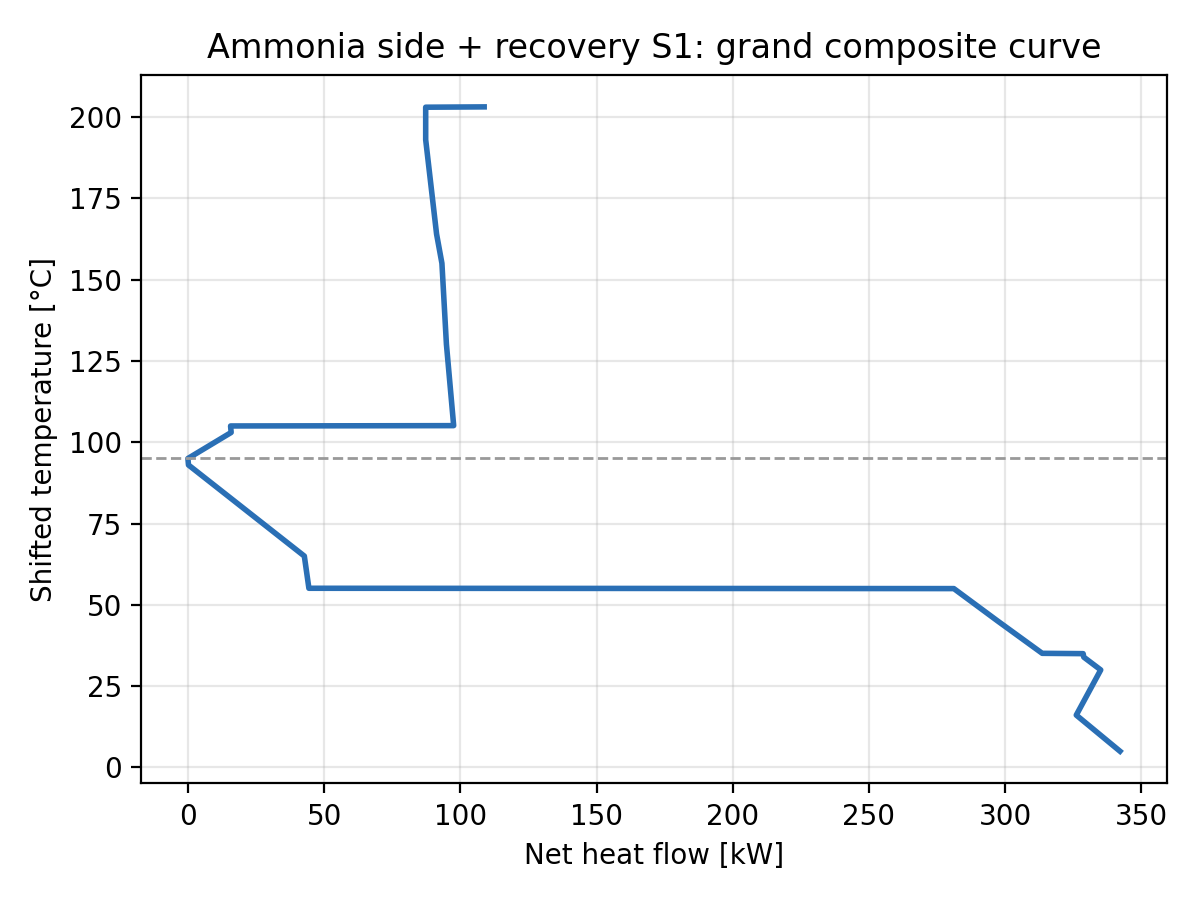 Ammonia side + recovery S1: grand composite curve
Shifted temperature [°C]
200
175
150
125
100
75
50
25
0
0 50 100 150 200 250 300 350
Net heat flow [kW]